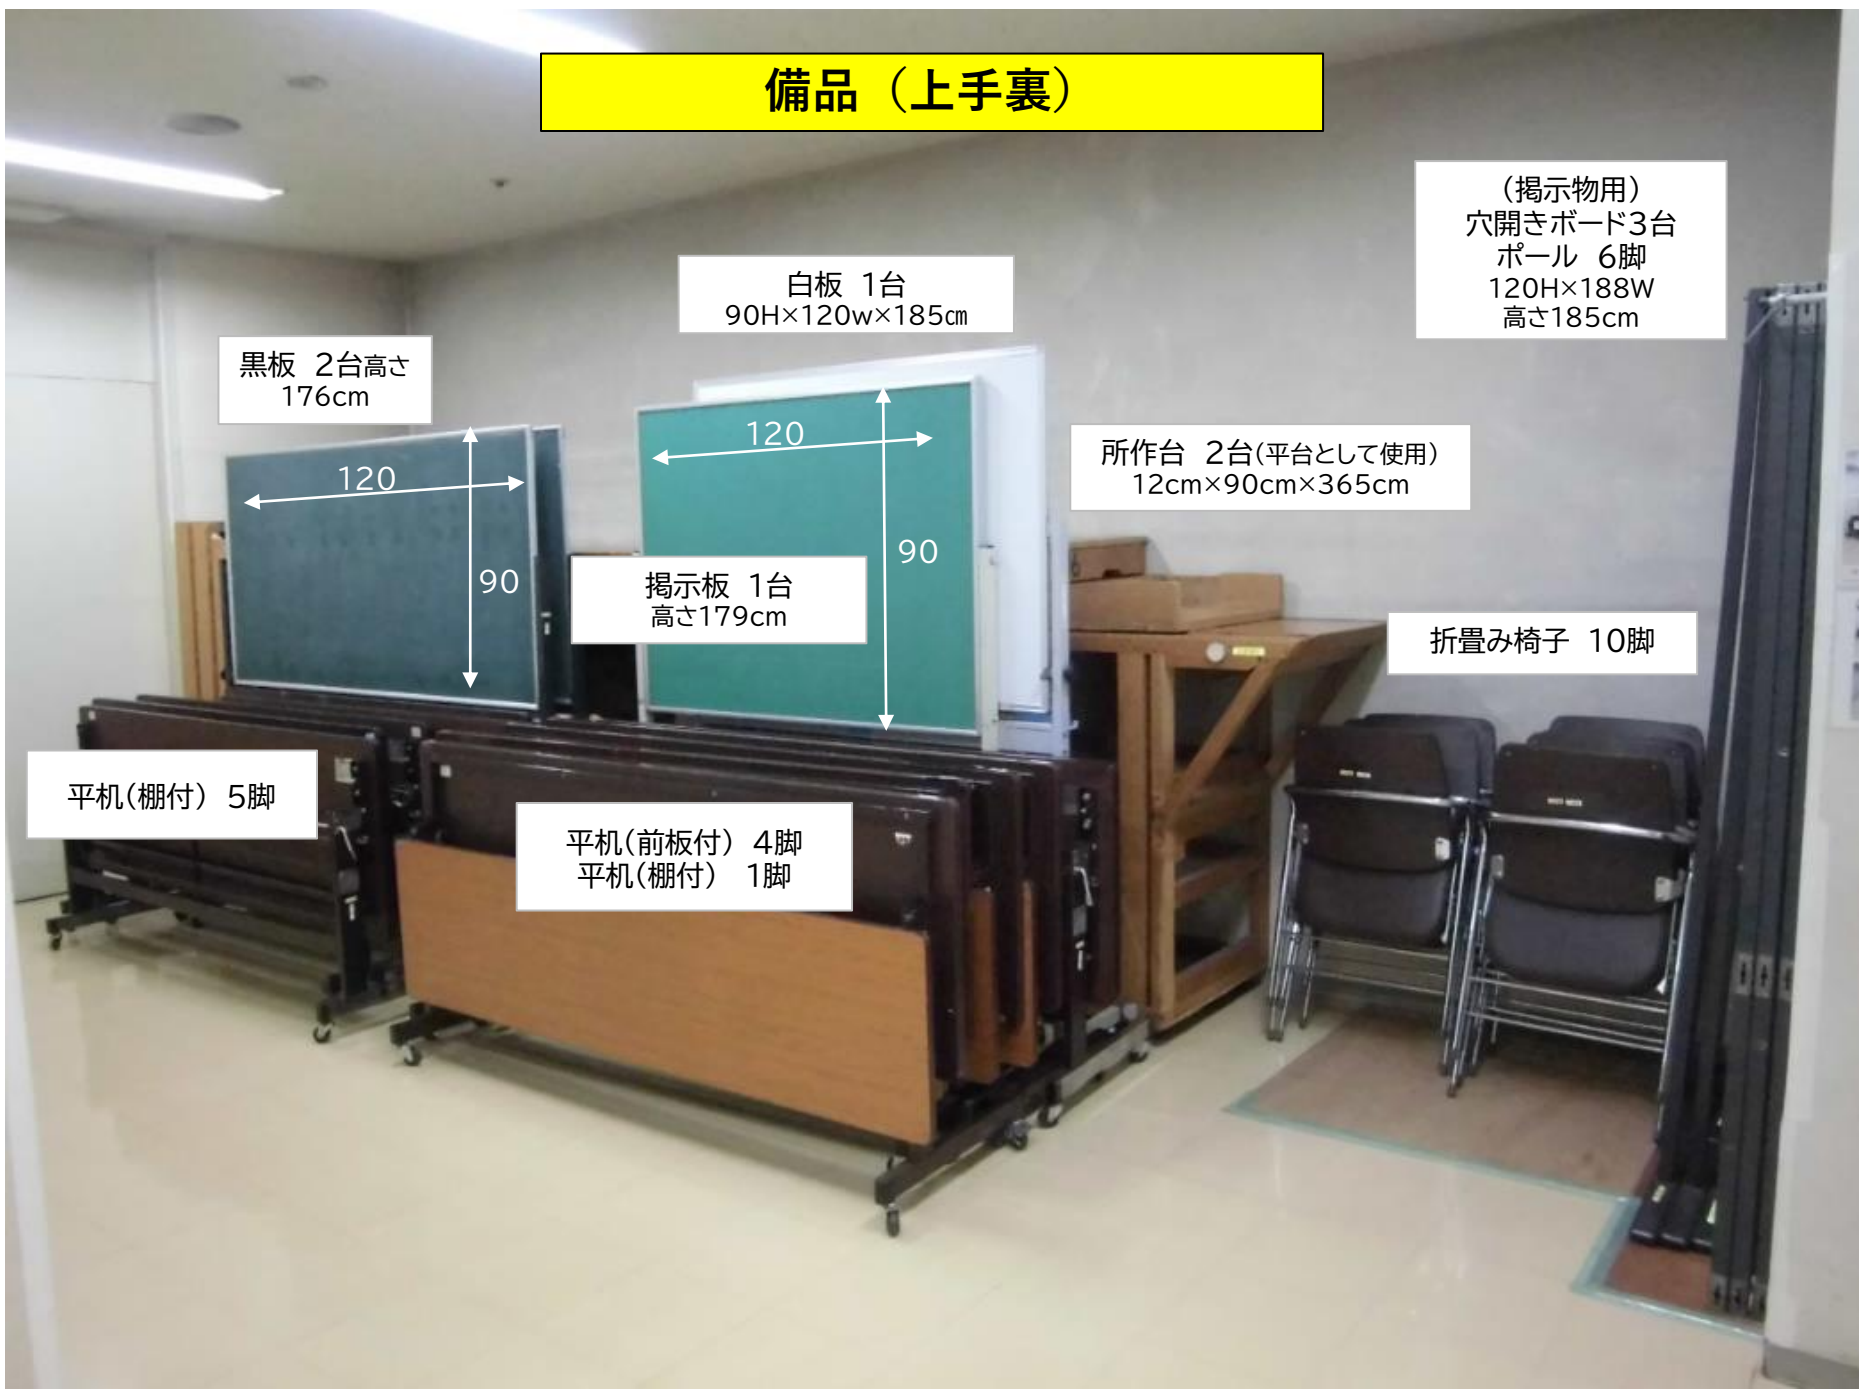 備品（上手裏）
（掲示物用）
穴開きボード3台
ポール 6脚
120H×188W
高さ185cm
白板 1台
90H×120w×185㎝
黒板 2台高さ
176cm
120
90
120
90
所作台 2台(平台として使用)
12cm×90cm×365cm
掲示板 1台
高さ179cm
折畳み椅子 10脚
平机(棚付) 5脚
平机(前板付) 4脚
平机(棚付) 1脚